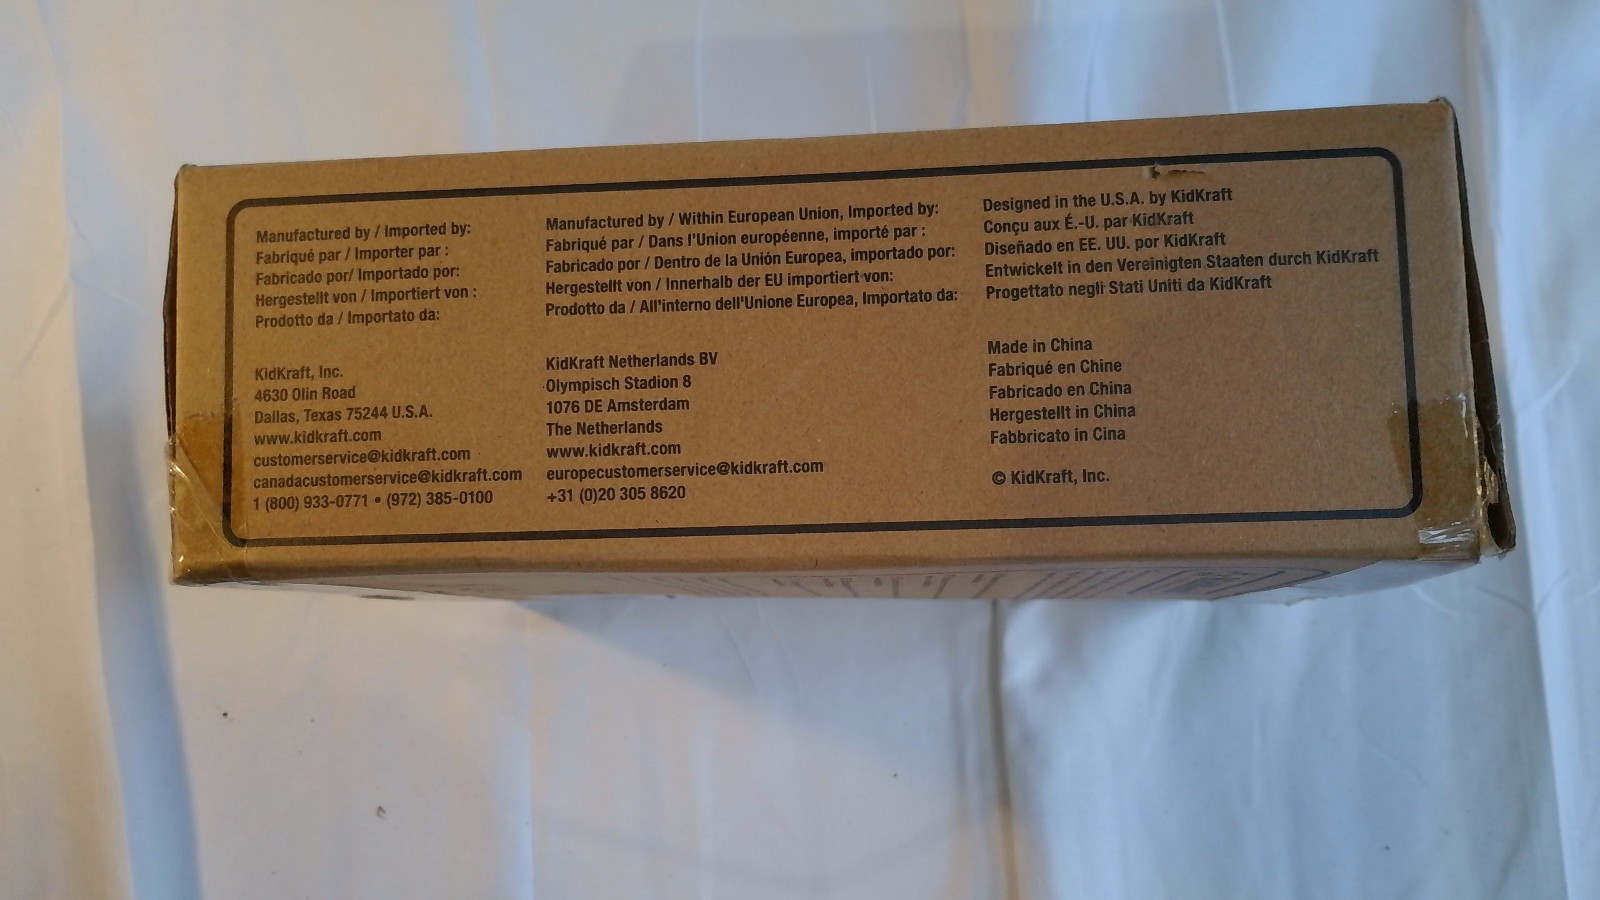 Manufactured by / Imported by:
Fabriqué par / Importer par :
Fabricado por/ Importado por:
Hergestellt von / Importiert von :
Prodotto da / Importato da:
KidKraft, Inc.
4630 Olin Road
Dallas, Texas 75244 U.S.A.
www.kidkraft.com
customerservice@kidkraft.com
canadacustomerservice@kidkraft.com
1 (800) 933-0771 • (972) 385-0100
Manufactured by / Within European Union, Imported by:
Fabriqué par / Dans l'Union européenne, importé par :
Fabricado por / Dentro de la Unión Europea, importado por:
Hergestellt von / Innerhalb der EU importiert von:
Prodotto da / All'interno dell'Unione Europea, Importato da:
KidKraft Netherlands BV
Olympisch Stadion 8
1076 DE Amsterdam
The Netherlands
www.kidkraft.com
europecustomerservice@kidkraft.com
+31 (0)20 305 8620
Designed in the U.S.A. by KidKraft
Conçu aux É.-U. par KidKraft
Diseñado en EE. UU. por KidKraft
Entwickelt in den Vereinigten Staaten durch KidKraft
Progettato negli Stati Uniti da KidKraft
Made in China
Fabriqué en Chine
Fabricado en China
Hergestellt in China
Fabbricato in Cina
© KidKraft, Inc.